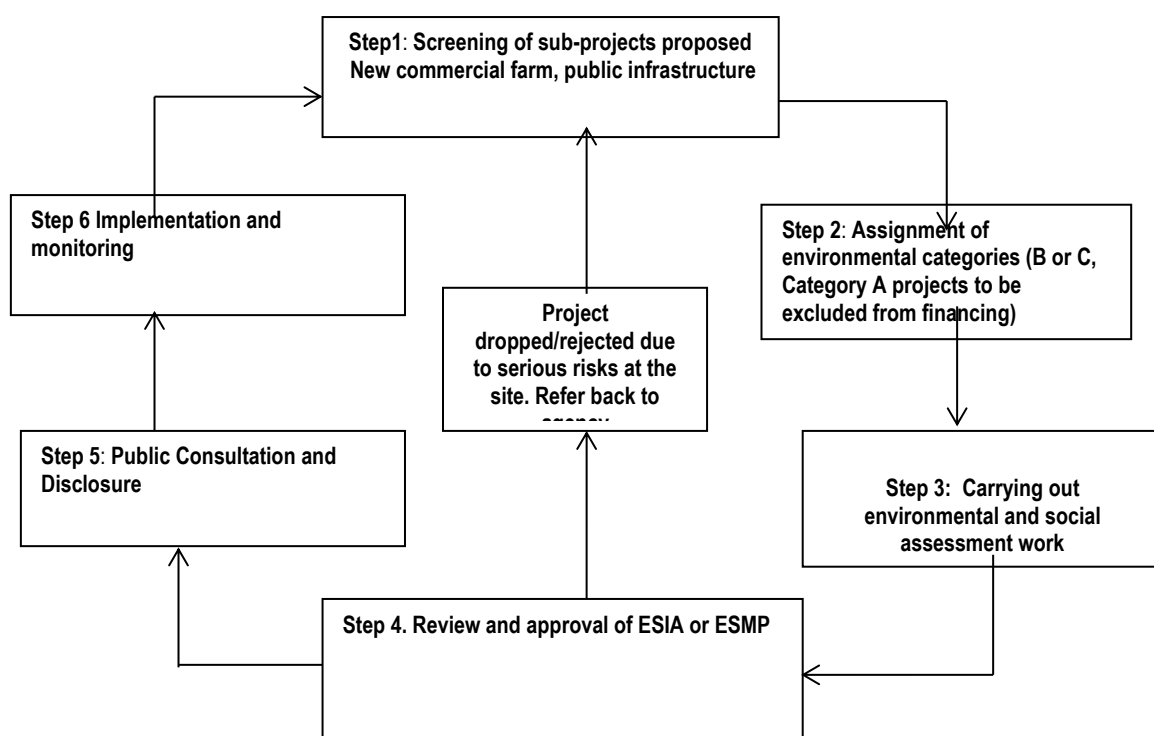 Step1: Screening of sub-projects proposed
New commercial farm, public infrastructure
Step 6 Implementation and
monitoring
Step 2: Assignment of
environmental categories (B or C,
Category A projects to be
excluded from financing)
Project
dropped/rejected due
to serious risks at the
site. Refer back to
Step 5: Public Consultation and
Disclosure
Step 3: Carrying out
environmental and social
assessment work
Step 4. Review and approval of ESIA or ESMP